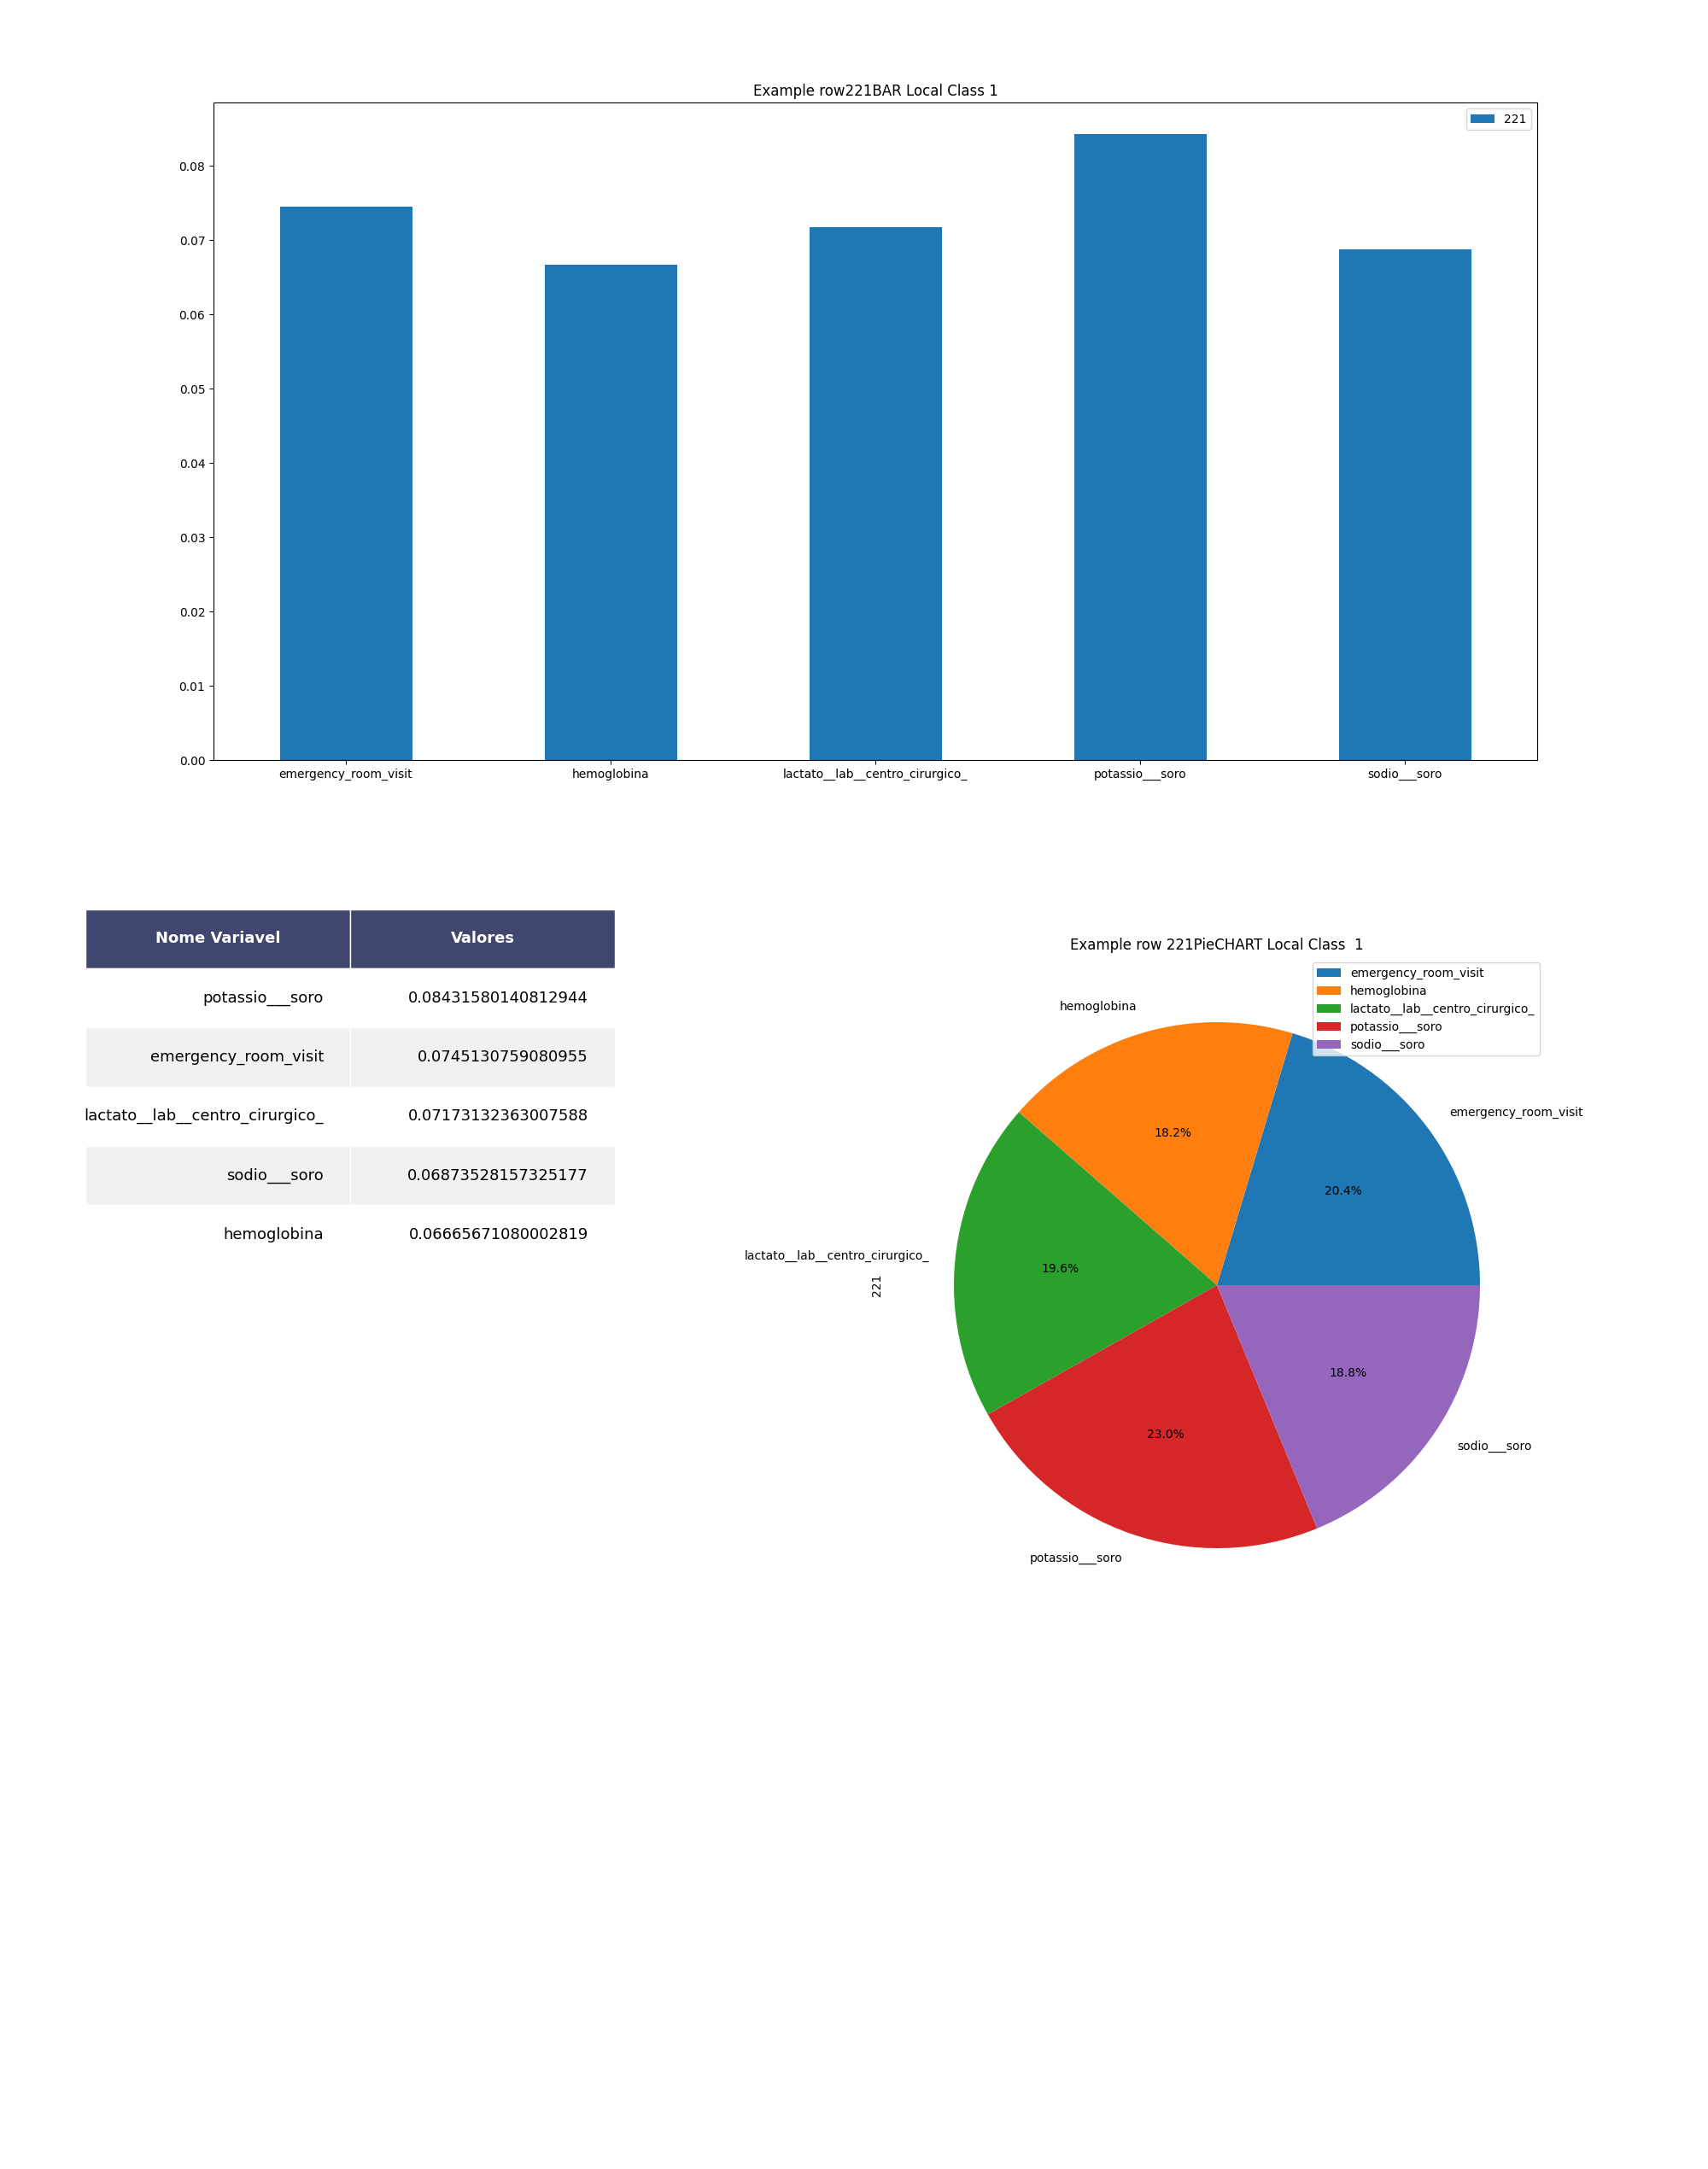 Example row221BAR Local Class 1
221
0.08
0.07
0.06
0.05
0.04
0.03
0.02
0.01
0.00
emergency_room_visit hemoglobina lactato__lab__centro_cirurgico_ potassio___soro sodio___soro
Nome Variavel Valores
potassio___soro 0.08431580140812944
emergency_room_visit 0.0745130759080955
lactato__lab__centro_cirurgico_ 0.07173132363007588
sodio___soro 0.06873528157325177
hemoglobina 0.06665671080002819
Example row 221PieCHART Local Class  1
emergency_room_visit
hemoglobina
lactato__lab__centro_cirurgico_
potassio___soro
sodio___soro
hemoglobina
emergency_room_visit
18.2%
20.4%
lactato__lab__centro_cirurgico_
19.6%
221
18.8%
23.0%
sodio___soro
potassio___soro